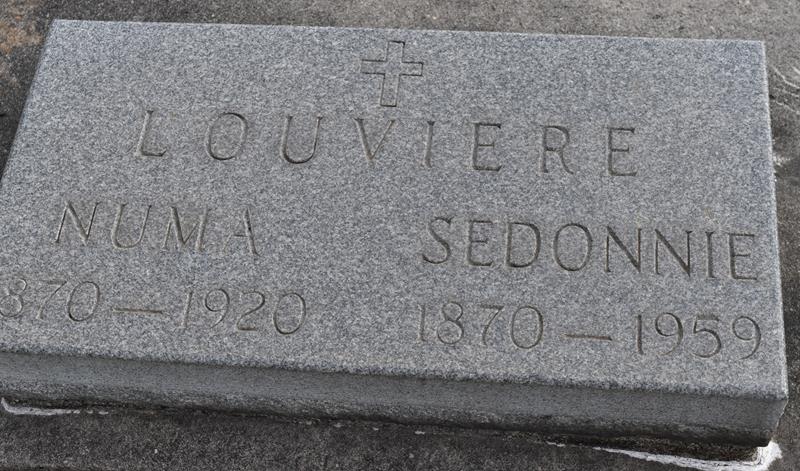 LOUVIERE
NUMA SEDONNIE
870 — 1920 1870 — 1959